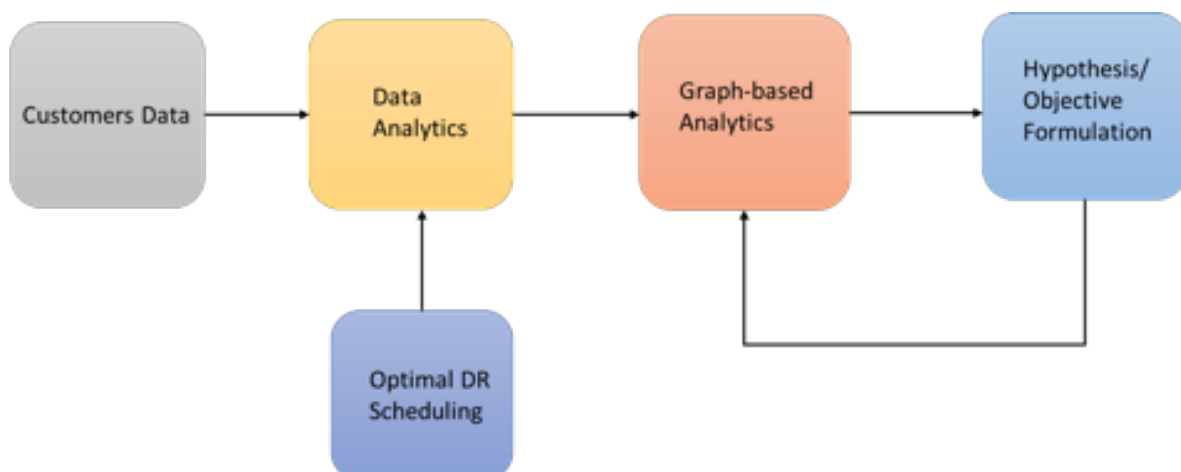 Customers Data
Data
Analytics
Graph-based
Analytics
Hypothesis/
Objective
Formulation
Optimal DR
Scheduling